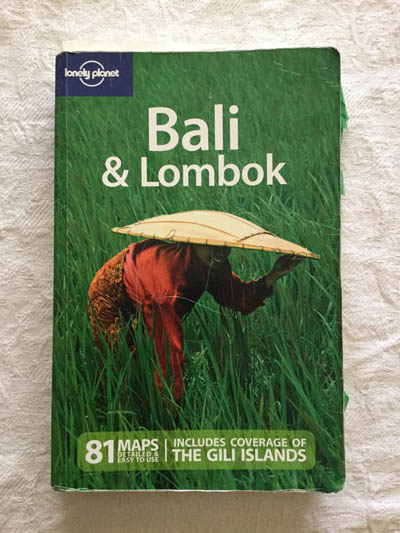 lonely planet
Bali
& Lombok
81 MAPS
DETAILED &
EASY TO USE
INCLUDES COVERAGE OF
THE GILI ISLANDS